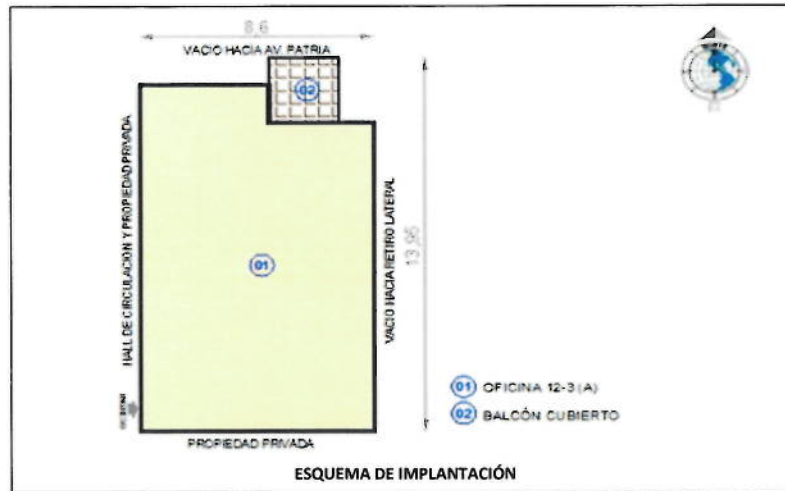 8,6
VACIO HACIA AV. PATRIA
NORTE
02
HALL DE CIRCULACION Y PROPIEDAD PRIVADA
01
VACIO HACIA RETIRO LATERAL
13,95
01 OFICINA 12-3 (A)
02 BALCÓN CUBIERTO
PROPIEDAD PRIVADA
ESQUEMA DE IMPLANTACIÓN